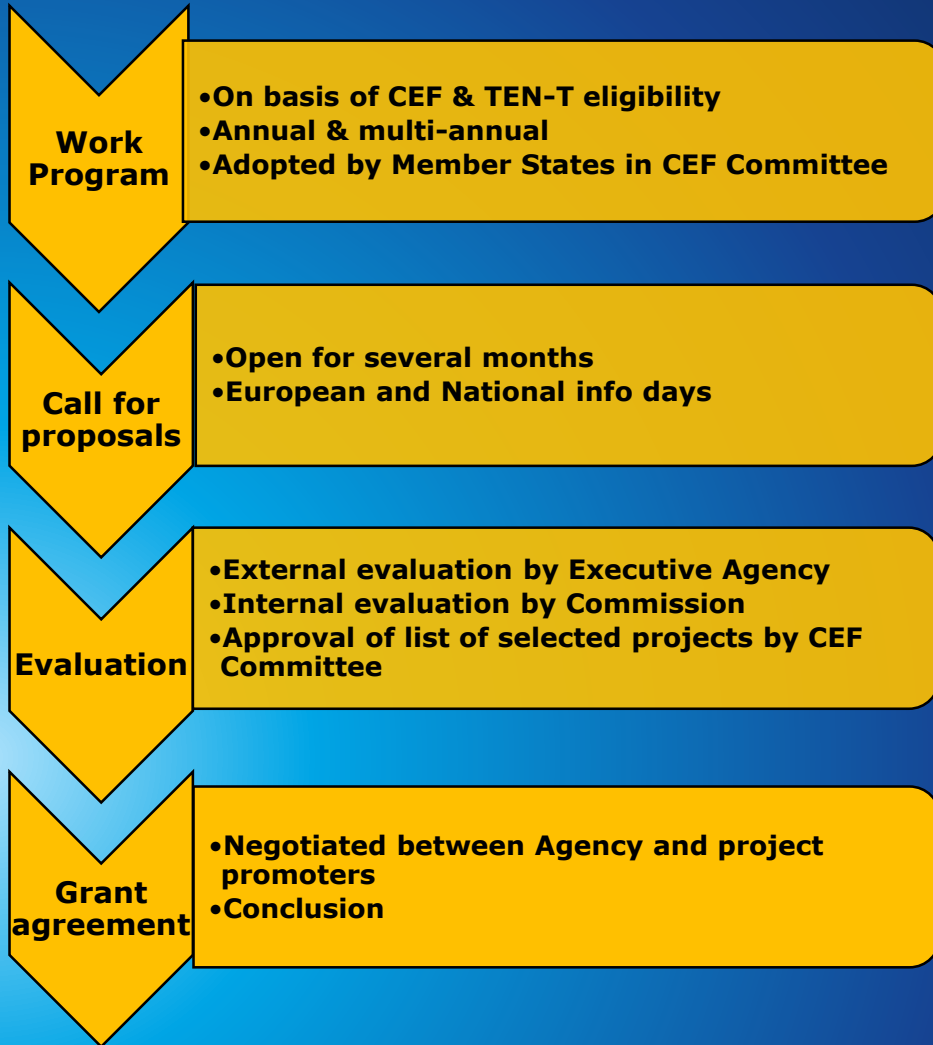 Work
Program
•On basis of CEF & TEN-T eligibility
•Annual & multi-annual
•Adopted by Member States in CEF Committee
Call for
proposals
•Open for several months
•European and National info days
Evaluation
•External evaluation by Executive Agency
•Internal evaluation by Commission
•Approval of list of selected projects by CEF
Committee
Grant
agreement
•Negotiated between Agency and project
promoters
•Conclusion